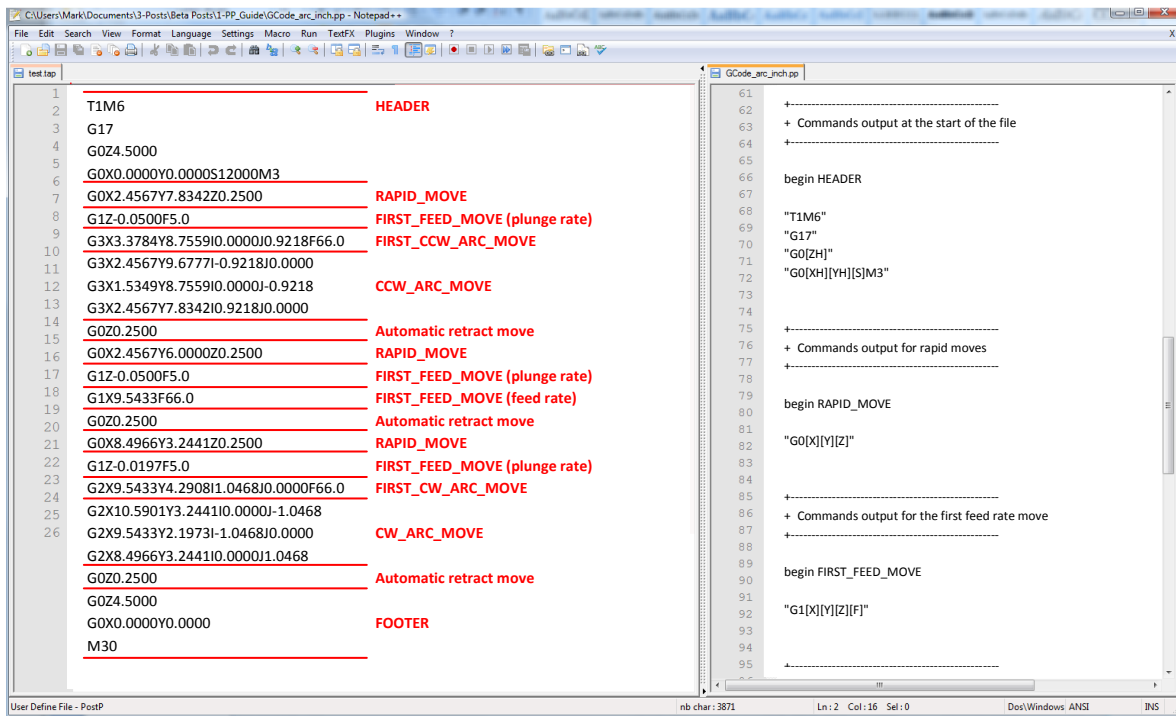 C:\Users\Mark\Documents\3-Posts\Beta Posts\1-PP_Guide\GCode_arc_inch.pp - Notepad++
File Edit Search View Format Language Settings Macro Run TextFX Plugins Window ? X
test.tap
1
2 T1M6 HEADER
3 G17
4 G0Z4.5000
5 G0X0.0000Y0.0000S12000M3
6
7 G0X2.4567Y7.8342Z0.2500 RAPID_MOVE
8 G1Z-0.0500F5.0 FIRST_FEED_MOVE (plunge rate)
9 G3X3.3784Y8.7559I0.0000J0.9218F66.0 FIRST_CCW_ARC_MOVE
10
11 G3X2.4567Y9.6777I-0.9218J0.0000
12 G3X1.5349Y8.7559I0.0000J-0.9218 CCW_ARC_MOVE
13 G3X2.4567Y7.8342I0.9218J0.0000
14
15 G0Z0.2500 Automatic retract move
16 G0X2.4567Y6.0000Z0.2500 RAPID_MOVE
17 G1Z-0.0500F5.0 FIRST_FEED_MOVE (plunge rate)
18 G1X9.5433F66.0 FIRST_FEED_MOVE (feed rate)
19
20 G0Z0.2500 Automatic retract move
21 G0X8.4966Y3.2441Z0.2500 RAPID_MOVE
22 G1Z-0.0197F5.0 FIRST_FEED_MOVE (plunge rate)
23
24 G2X9.5433Y4.2908I1.0468J0.0000F66.0 FIRST_CW_ARC_MOVE
25 G2X10.5901Y3.2441I0.0000J-1.0468
26 G2X9.5433Y2.1973I-1.0468J0.0000 CW_ARC_MOVE
G2X8.4966Y3.2441I0.0000J1.0468
G0Z0.2500 Automatic retract move
G0Z4.5000
G0X0.0000Y0.0000 FOOTER
M30
GCode_arc_inch.pp
61
62 +---------------------------------------------------
63 + Commands output at the start of the file
64 +---------------------------------------------------
65
66 begin HEADER
67
68 "T1M6"
69 "G17"
70
71 "G0[ZH]"
72 "G0[XH][YH][S]M3"
73
74
75 +---------------------------------------------------
76 + Commands output for rapid moves
77 +---------------------------------------------------
78
79 begin RAPID_MOVE
80
81
82 "G0[X][Y][Z]"
83
84
85 +---------------------------------------------------
86 + Commands output for the first feed rate move
87 +---------------------------------------------------
88
89 begin FIRST_FEED_MOVE
90
91
92 "G1[X][Y][Z][F]"
93
94
95 +---------------------------------------------------
User Define File - PostP nb char : 3871 Ln : 2 Col : 16 Sel : 0 Dos\Windows ANSI INS